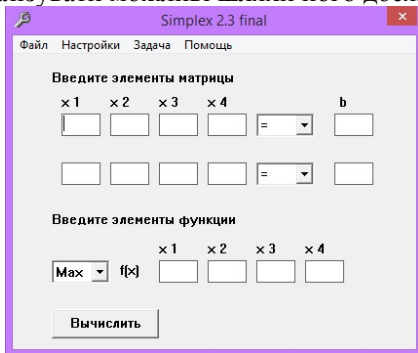 Simplex 2.3 final
Файл Настройки Задача Помощь
Введите элементы матрицы
x 1 x 2 x 3 x 4 b
=
=
Введите элементы функции
x 1 x 2 x 3 x 4
Max f(x)
Вычислить